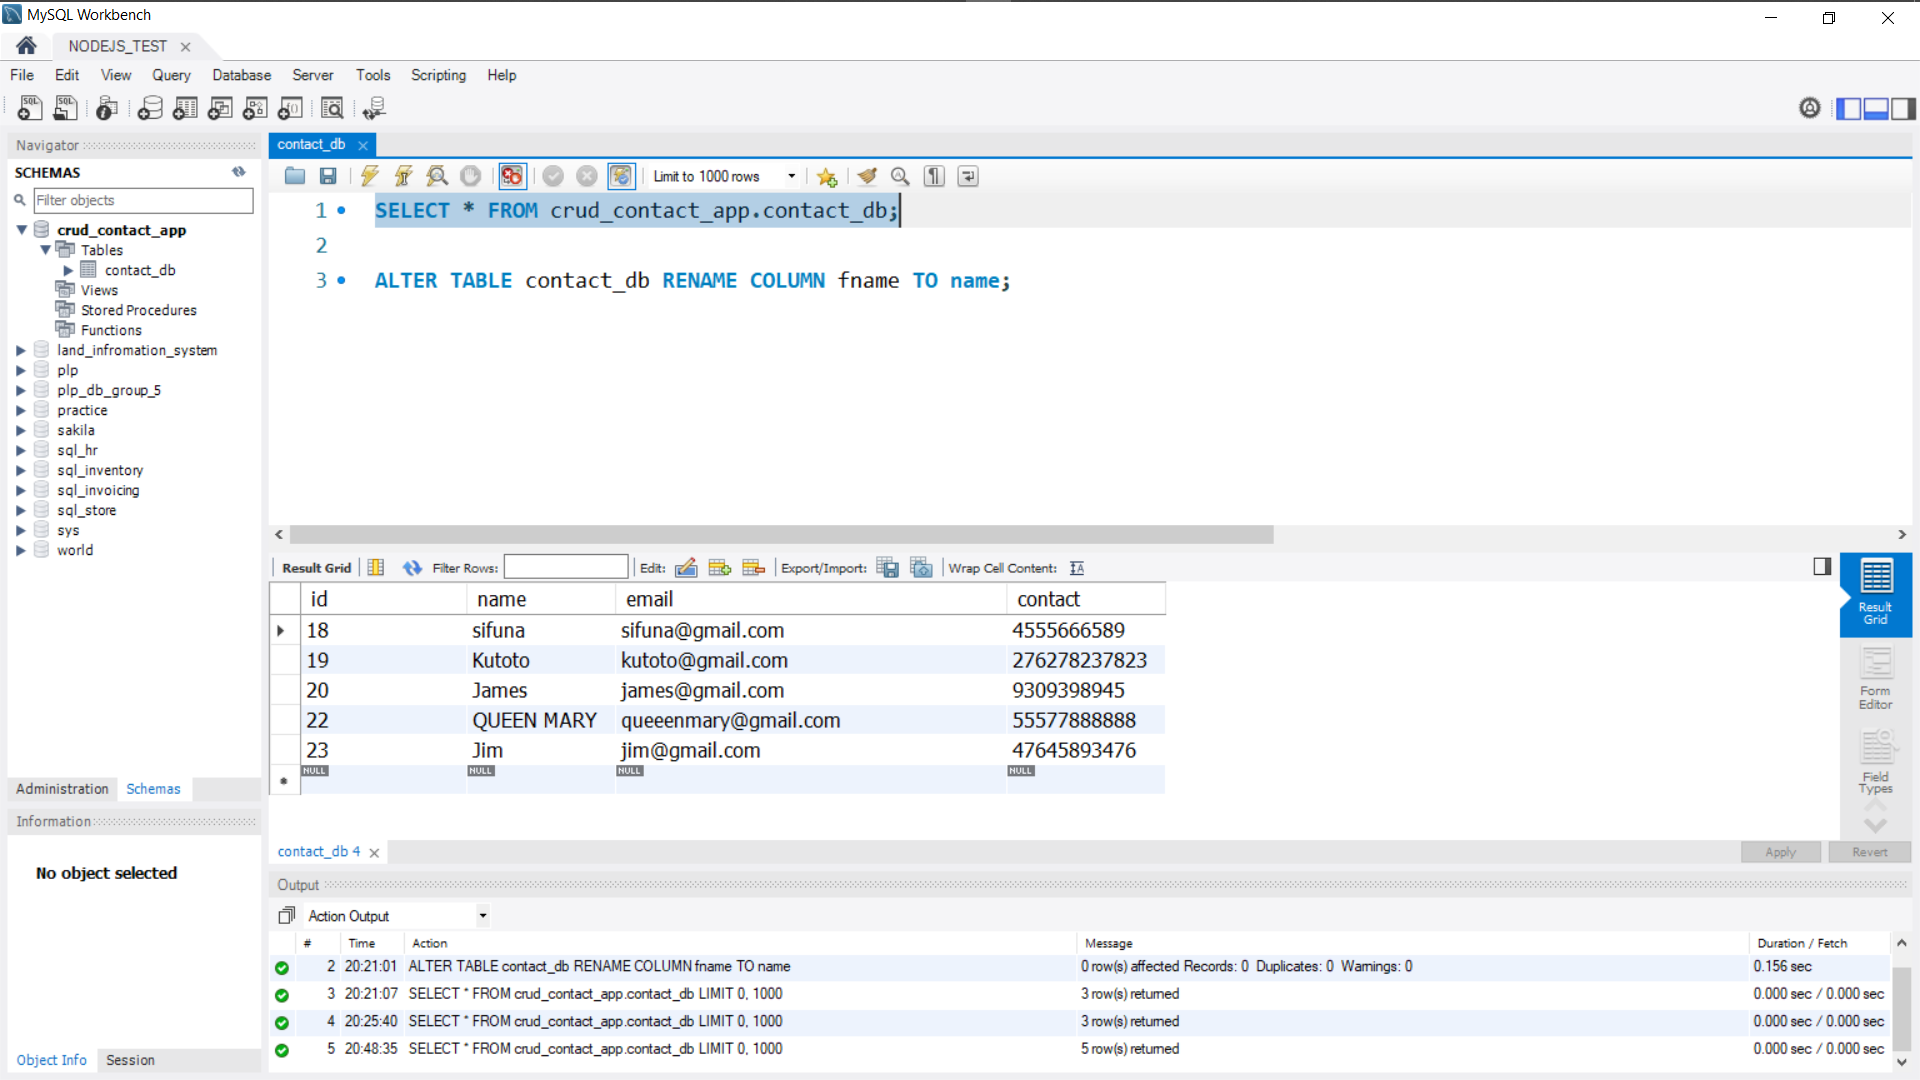 MySQL Workbench
NODEJS_TEST
File Edit View Query Database Server Tools Scripting Help
Navigator
SCHEMAS
Filter objects
crud_contact_app
Tables
contact_db
Views
Stored Procedures
Functions
land_infromation_system
plp
plp_db_group_5
practice
sakila
sql_hr
sql_inventory
sql_invoicing
sql_store
sys
world
Administration Schemas
Information
No object selected
Object Info Session
contact_db
Limit to 1000 rows
1 SELECT * FROM crud_contact_app.contact_db;
2
3 ALTER TABLE contact_db RENAME COLUMN fname TO name;
Result Grid Filter Rows: Edit: Export/Import: Wrap Cell Content:
id name email contact
18 sifuna sifuna@gmail.com 4555666589
19 Kutoto kutoto@gmail.com 276278237823
20 James james@gmail.com 9309398945
22 QUEEN MARY queeenmary@gmail.com 55577888888
23 Jim jim@gmail.com 47645893476
NULL NULL NULL NULL
Result
Grid
Form
Editor
Field
Types
contact_db 4
Apply Revert
Output
Action Output
# Time Action Message Duration / Fetch
2 20:21:01 ALTER TABLE contact_db RENAME COLUMN fname TO name 0 row(s) affected Records: 0 Duplicates: 0 Warnings: 0 0.156 sec
3 20:21:07 SELECT * FROM crud_contact_app.contact_db LIMIT 0, 1000 3 row(s) returned 0.000 sec / 0.000 sec
4 20:25:40 SELECT * FROM crud_contact_app.contact_db LIMIT 0, 1000 3 row(s) returned 0.000 sec / 0.000 sec
5 20:48:35 SELECT * FROM crud_contact_app.contact_db LIMIT 0, 1000 5 row(s) returned 0.000 sec / 0.000 sec